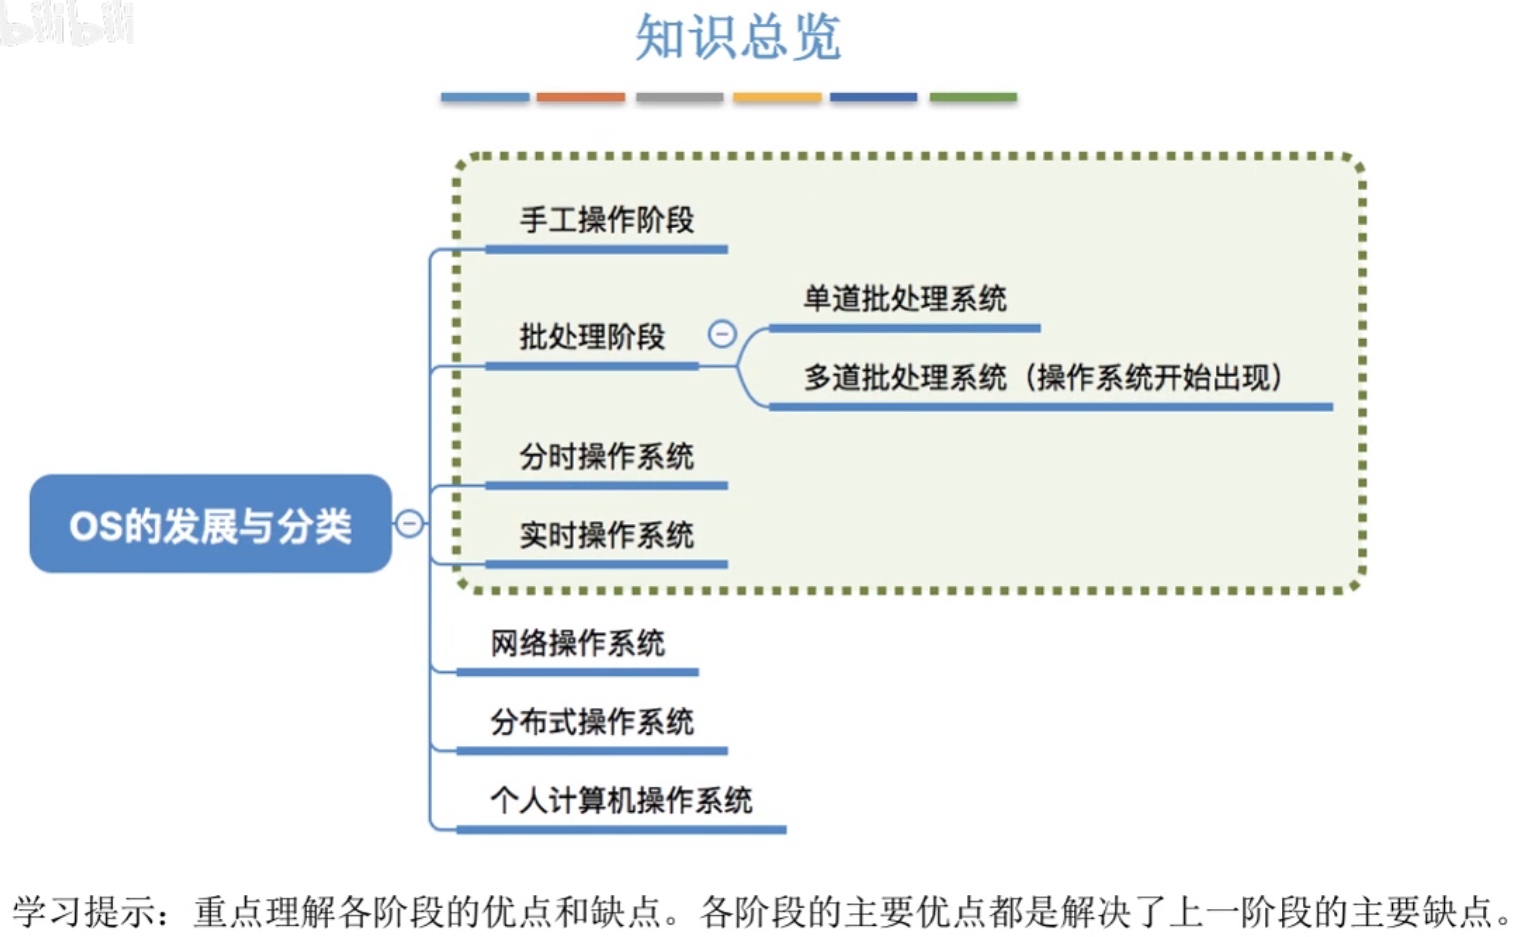 bilibili
知识总览
手工操作阶段
批处理阶段
单道批处理系统
多道批处理系统（操作系统开始出现）
分时操作系统
实时操作系统
OS的发展与分类
网络操作系统
分布式操作系统
个人计算机操作系统
学习提示：重点理解各阶段的优点和缺点。各阶段的主要优点都是解决了上一阶段的主要缺点。